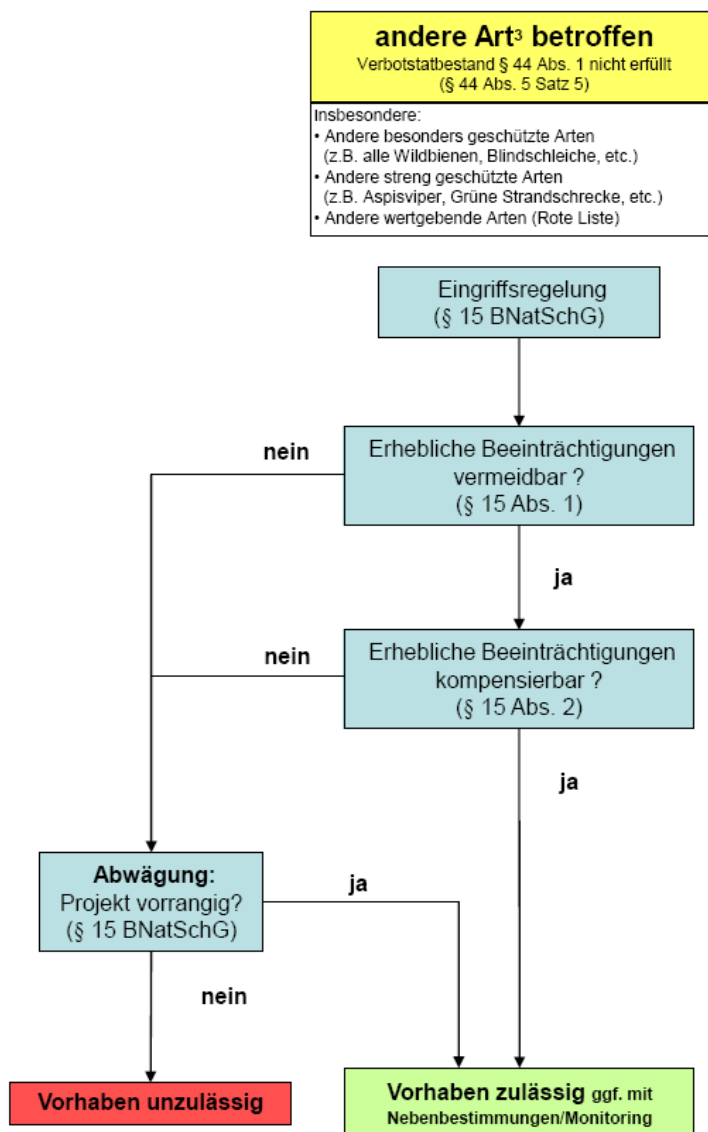 andere Art³ betroffen
Verbotstatbestand § 44 Abs. 1 nicht erfüllt
(§ 44 Abs. 5 Satz 5)
Insbesondere:
• Andere besonders geschützte Arten
(z.B. alle Wildbienen, Blindschleiche, etc.)
• Andere streng geschützte Arten
(z.B. Aspisviper, Grüne Strandschrecke, etc.)
• Andere wertgebende Arten (Rote Liste)
Eingriffsregelung
(§ 15 BNatSchG)
nein
Erhebliche Beeinträchtigungen
vermeidbar ?
(§ 15 Abs. 1)
ja
nein
Erhebliche Beeinträchtigungen
kompensierbar ?
(§ 15 Abs. 2)
ja
Abwägung:
Projekt vorrangig?
(§ 15 BNatSchG)
ja
nein
Vorhaben unzulässig
Vorhaben zulässig ggf. mit
Nebenbestimmungen/Monitoring